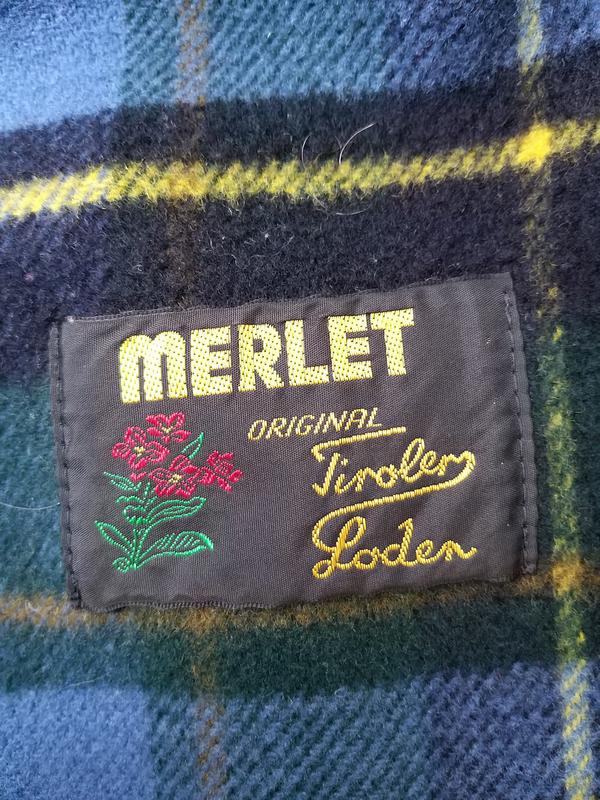 MERLET
ORIGINAL
Tiroler
Loden